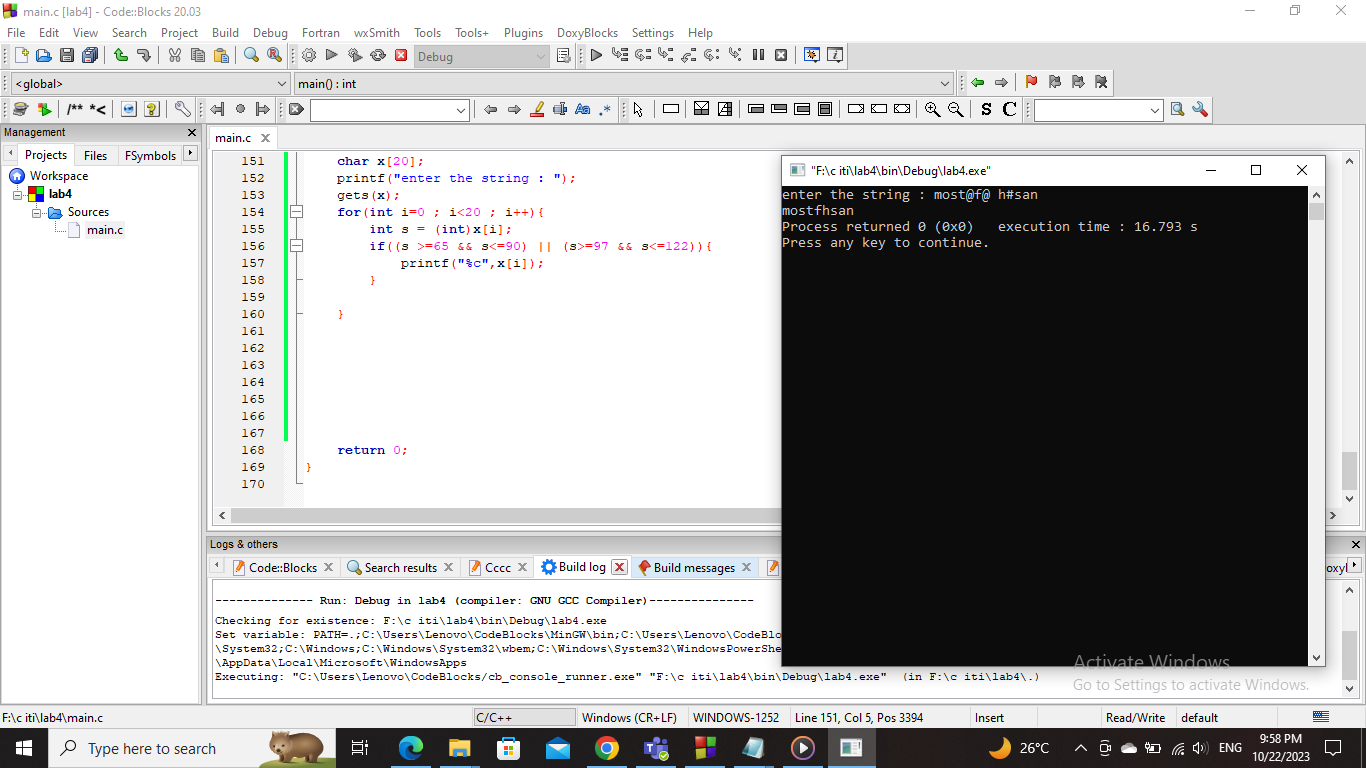 main.c [lab4] - Code::Blocks 20.03
File Edit View Search Project Build Debug Fortran wxSmith Tools Tools+ Plugins DoxyBlocks Settings Help
Debug
<global> main() : int
/** *< Aa .* S C
Management
Projects Files FSymbols
Workspace
lab4
Sources
main.c
main.c
151 char x[20];
152 printf("enter the string : ");
153 gets(x);
154 for(int i=0 ; i<20 ; i++){
155 int s = (int)x[i];
156 if((s >=65 && s<=90) || (s>=97 && s<=122)){
157 printf("%c",x[i]);
158 }
159
160 }
161
162
163
164
165
166
167
168 return 0;
169 }
170
"F:\c iti\lab4\bin\Debug\lab4.exe"
enter the string : most@f@ h#san
mostfhsan
Process returned 0 (0x0) execution time : 16.793 s
Press any key to continue.
Logs & others
Code::Blocks Search results Cccc Build log Build messages
-------------- Run: Debug in lab4 (compiler: GNU GCC Compiler)---------------
Checking for existence: F:\c iti\lab4\bin\Debug\lab4.exe
Set variable: PATH=.;C:\Users\Lenovo\CodeBlocks\MinGW\bin;C:\Users\Lenovo\CodeBlo
\System32;C:\Windows;C:\Windows\System32\wbem;C:\Windows\System32\WindowsPowerShe
\AppData\Local\Microsoft\WindowsApps
Executing: "C:\Users\Lenovo\CodeBlocks/cb_console_runner.exe" "F:\c iti\lab4\bin\Debug\lab4.exe" (in F:\c iti\lab4\.)
Activate Windows
Go to Settings to activate Windows.
F:\c iti\lab4\main.c C/C++ Windows (CR+LF) WINDOWS-1252 Line 151, Col 5, Pos 3394 Insert Read/Write default
Type here to search
26°C ENG 9:58 PM
10/22/2023